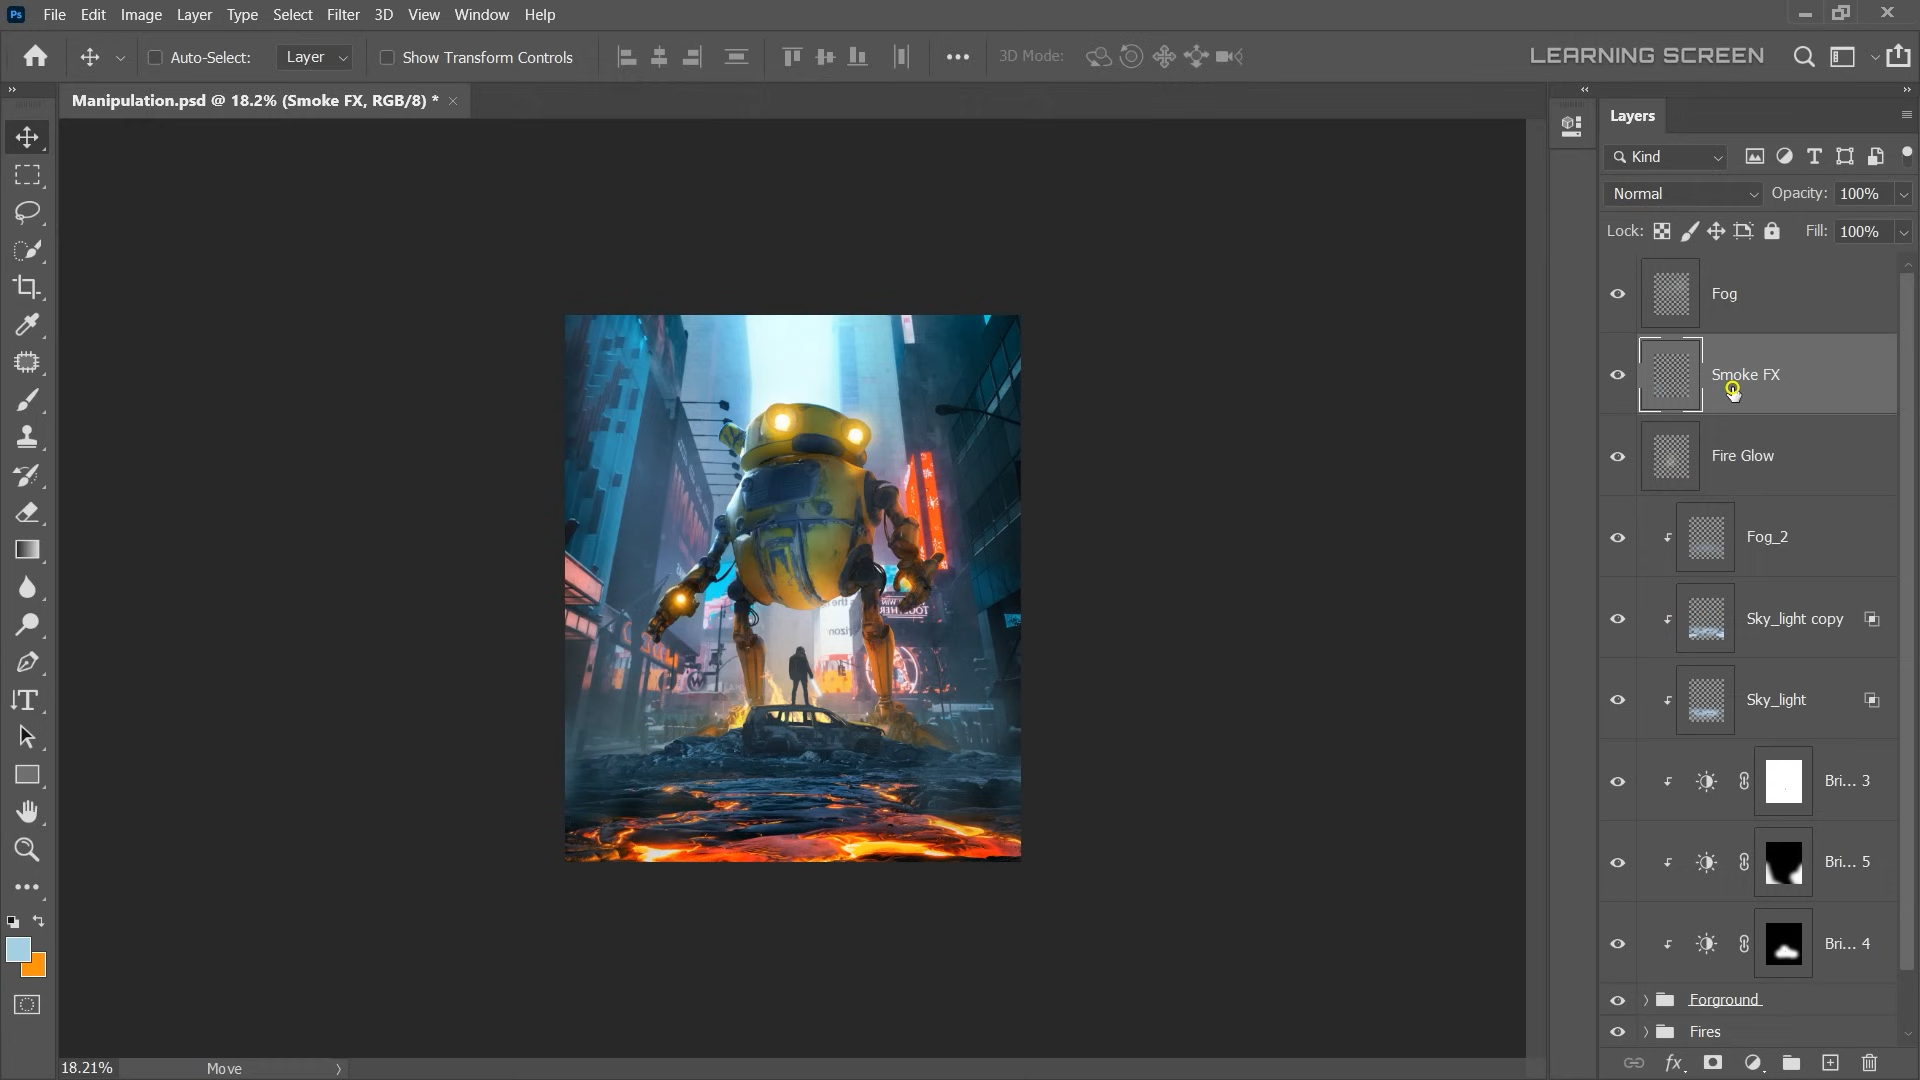 Ps File Edit Image Layer Type Select Filter 3D View Window Help
Auto-Select: Layer Show Transform Controls 3D Mode: LEARNING SCREEN
Manipulation.psd @ 18.2% (Smoke FX, RGB/8) *
Layers
Kind
Normal Opacity: 100%
Lock: Fill: 100%
Fog
Smoke FX
Fire Glow
Fog_2
Sky_light copy
Sky_light
Bri... 3
Bri... 5
Bri... 4
Forground
Fires
18.21% Move